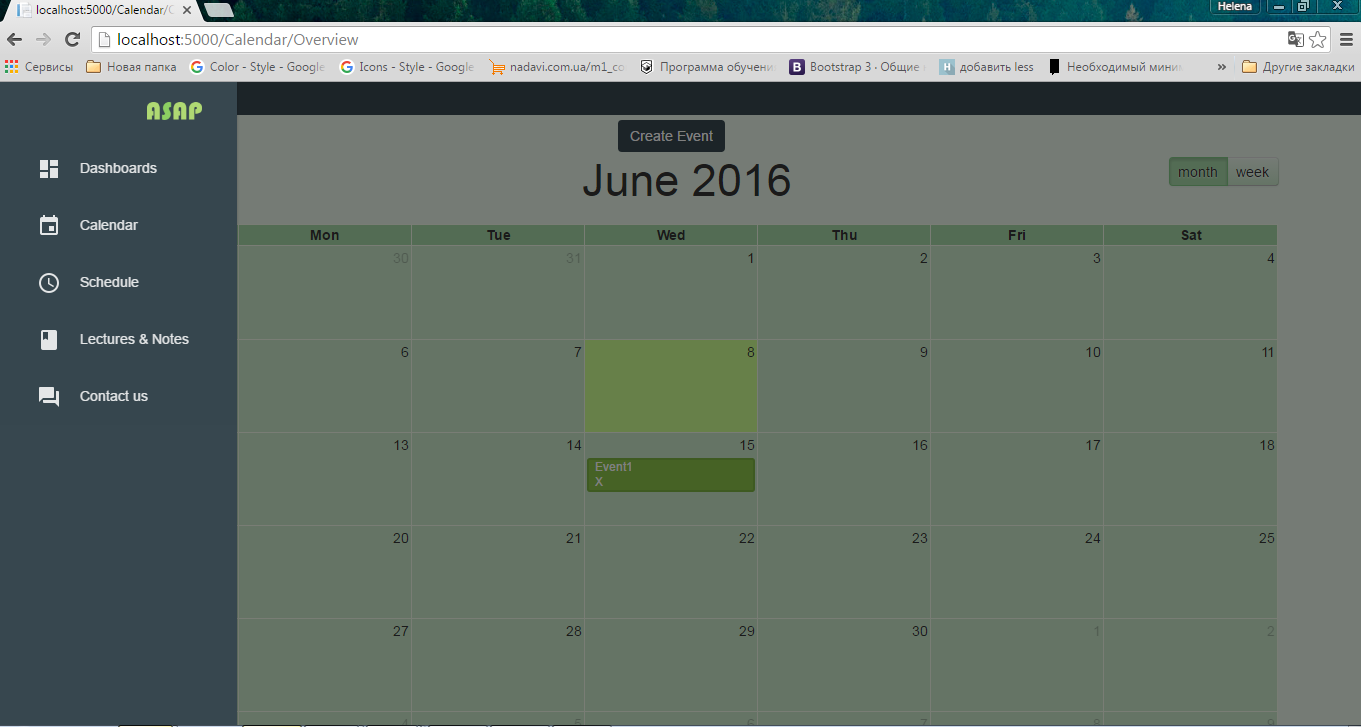 localhost:5000/Calendar/
Helena
localhost:5000/Calendar/Overview
Сервисы Новая папка Color - Style - Google Icons - Style - Google nadavi.com.ua/m1_co Программа обучени Bootstrap 3 · Общие добавить less Необходимый миним » Другие закладки
ASAP
Dashboards
Calendar
Schedule
Lectures & Notes
Contact us
Create Event
June 2016
month week
Mon Tue Wed Thu Fri Sat
30 31 1 2 3 4
6 7 8 9 10 11
13 14 15 16 17 18
Event1
X
20 21 22 23 24 25
27 28 29 30 1 2
4 5 6 7 8 9